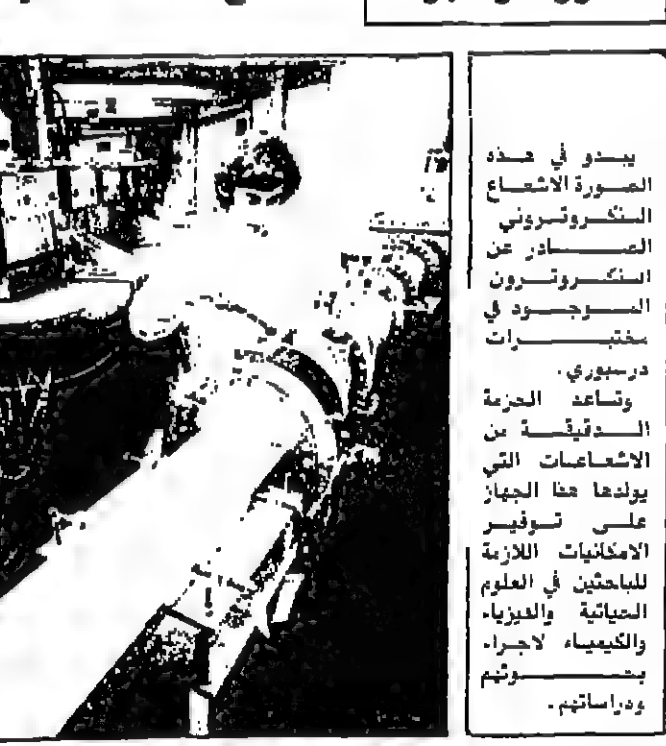 يبدو في هذه
الصورة الاشعاع
السنكروتروني
الصادر عن
السنكروترون
الموجود في
مختبرات
درسبوري.
وتساعد الحزمة
الدقيقة من
الاشعاعات التي
يولدها هذا الجهاز
على توفير
الامكانيات اللازمة
للباحثين في العلوم
الحياتية والفيزياء
والكيمياء لاجراء
بحوثهم
ودراساتهم.